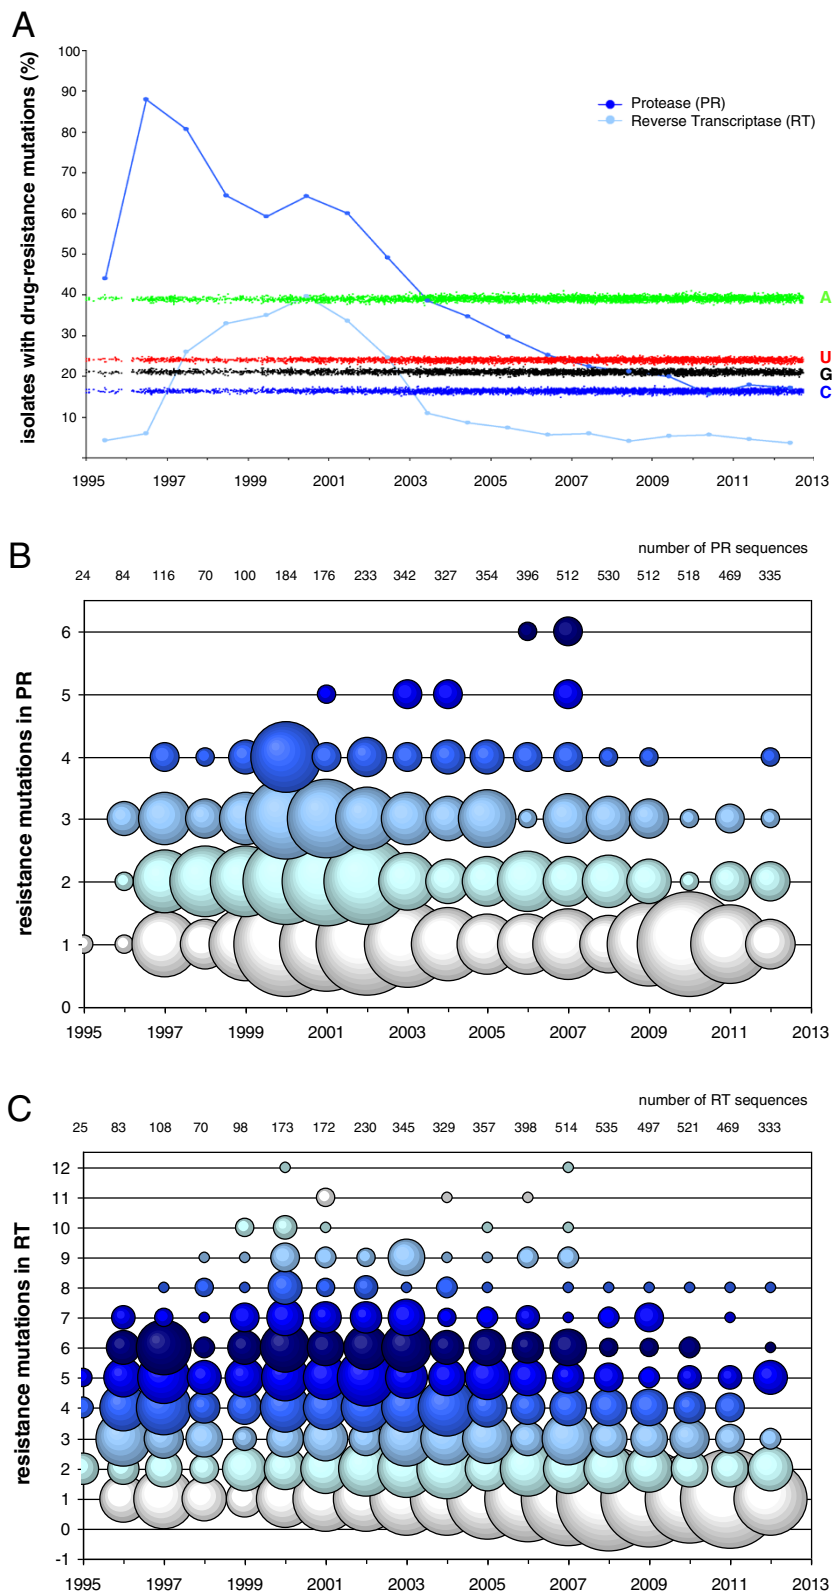 A
isolates with drug-resistance mutations (%)
100
90
80
70
60
50
40
30
20
10
Protease (PR)
Reverse Transcriptase (RT)
A
U
G
C
1995 1997 1999 2001 2003 2005 2007 2009 2011 2013
B
number of PR sequences
24 84 116 70 100 184 176 233 342 327 354 396 512 530 512 518 469 335
resistance mutations in PR
6
5
4
3
2
1
0
1995 1997 1999 2001 2003 2005 2007 2009 2011 2013
C
number of RT sequences
25 83 108 70 98 173 172 230 345 329 357 398 514 535 497 521 469 333
resistance mutations in RT
12
11
10
9
8
7
6
5
4
3
2
1
0
-1
1995 1997 1999 2001 2003 2005 2007 2009 2011 2013